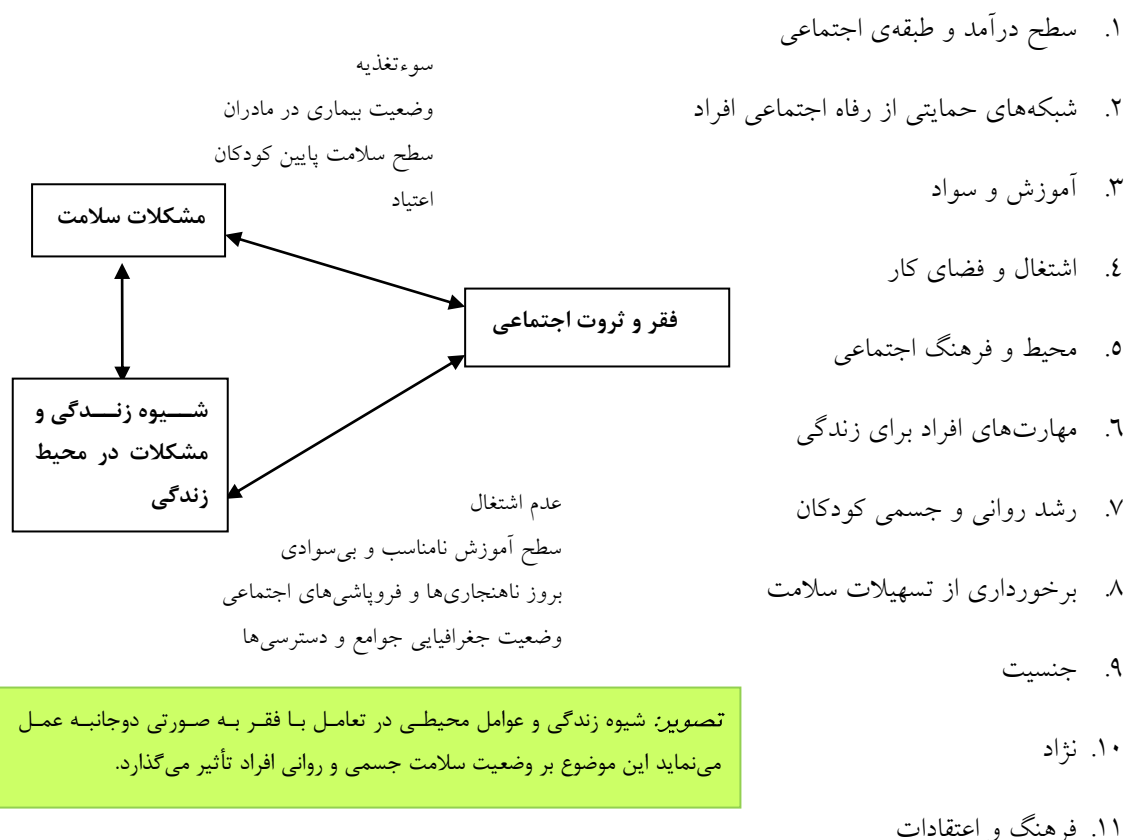 ۱. سطح درآمد و طبقه‌ی اجتماعی
۲. شبکه‌های حمایتی از رفاه اجتماعی افراد
۳. آموزش و سواد
۴. اشتغال و فضای کار
۵. محیط و فرهنگ اجتماعی
۶. مهارت‌های افراد برای زندگی
۷. رشد روانی و جسمی کودکان
۸. برخورداری از تسهیلات سلامت
۹. جنسیت
۱۰. نژاد
۱۱. فرهنگ و اعتقادات
سوءتغذیه
وضعیت بیماری در مادران
سطح سلامت پایین کودکان
اعتیاد
مشکلات سلامت
فقر و ثروت اجتماعی
شیوه زندگی و
مشکلات در محیط
زندگی
عدم اشتغال
سطح آموزش نامناسب و بی‌سوادی
بروز ناهنجاری‌ها و فروپاشی‌های اجتماعی
وضعیت جغرافیایی جوامع و دسترسی‌ها
تصویر: شیوه زندگی و عوامل محیطی در تعامل با فقر به صورتی دوجانبه عمل
می‌نماید این موضوع بر وضعیت سلامت جسمی و روانی افراد تأثیر می‌گذارد.